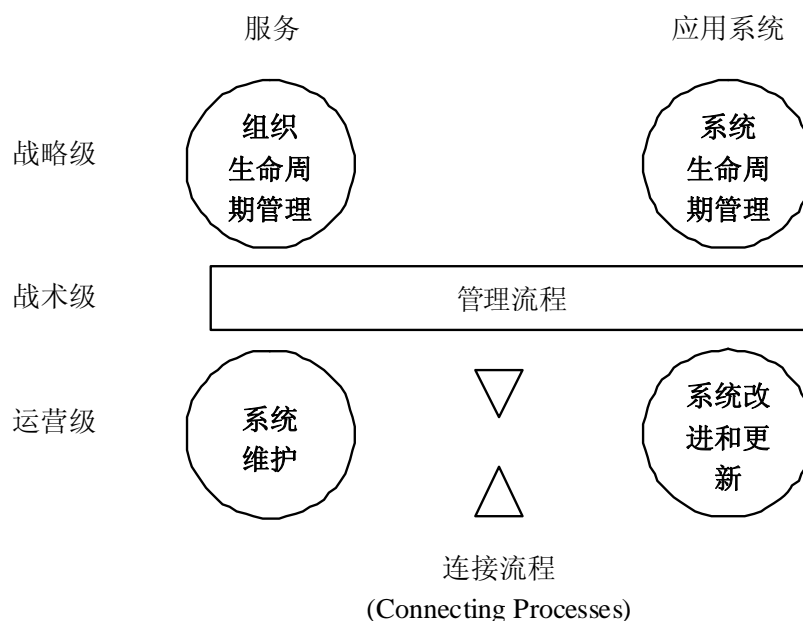 服务
应用系统
战略级
组织
生命周
期管理
系统
生命周
期管理
战术级
管理流程
运营级
系统
维护
系统改
进和更
新
连接流程
(Connecting Processes)